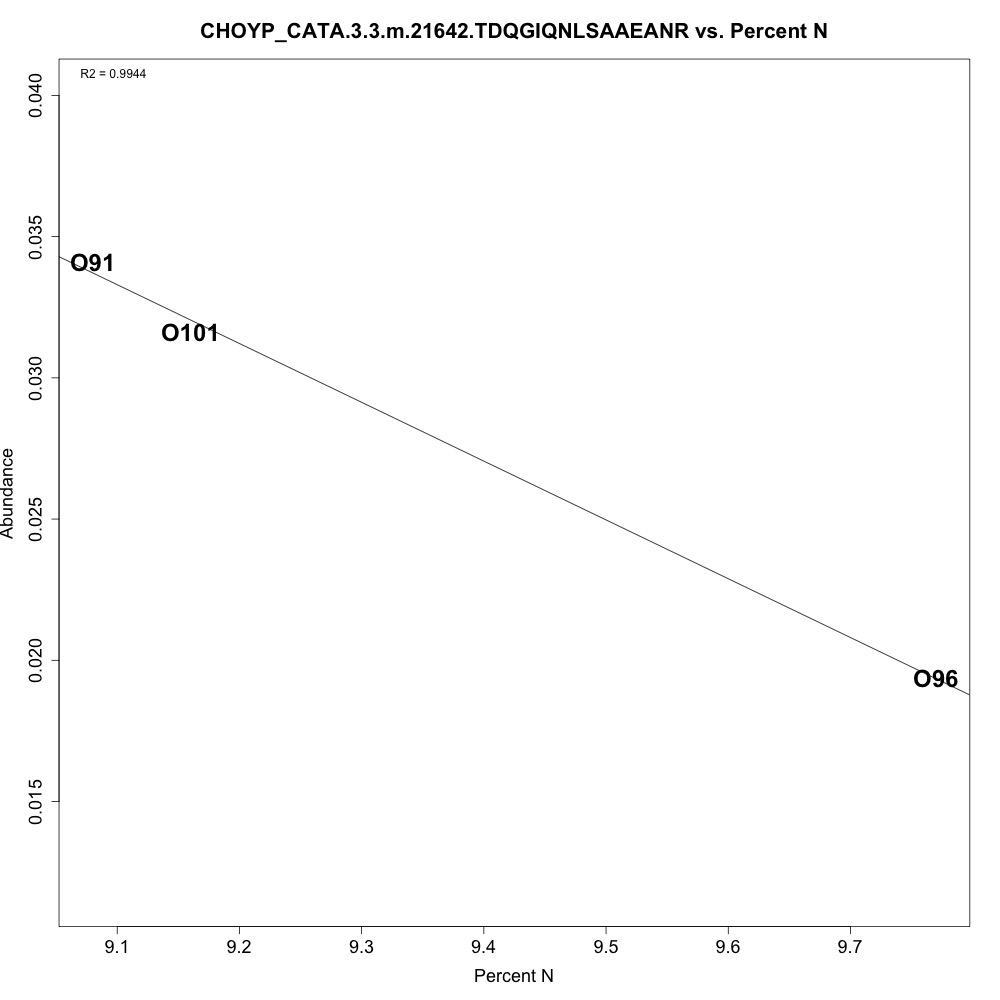 CHOYP_CATA.3.3.m.21642.TDQGIQNLSAAEANR vs. Percent N
R2 = 0.9944
0.040
0.035
0.030
0.025
0.020
0.015
Abundance
O91
O101
O96
9.1 9.2 9.3 9.4 9.5 9.6 9.7
Percent N